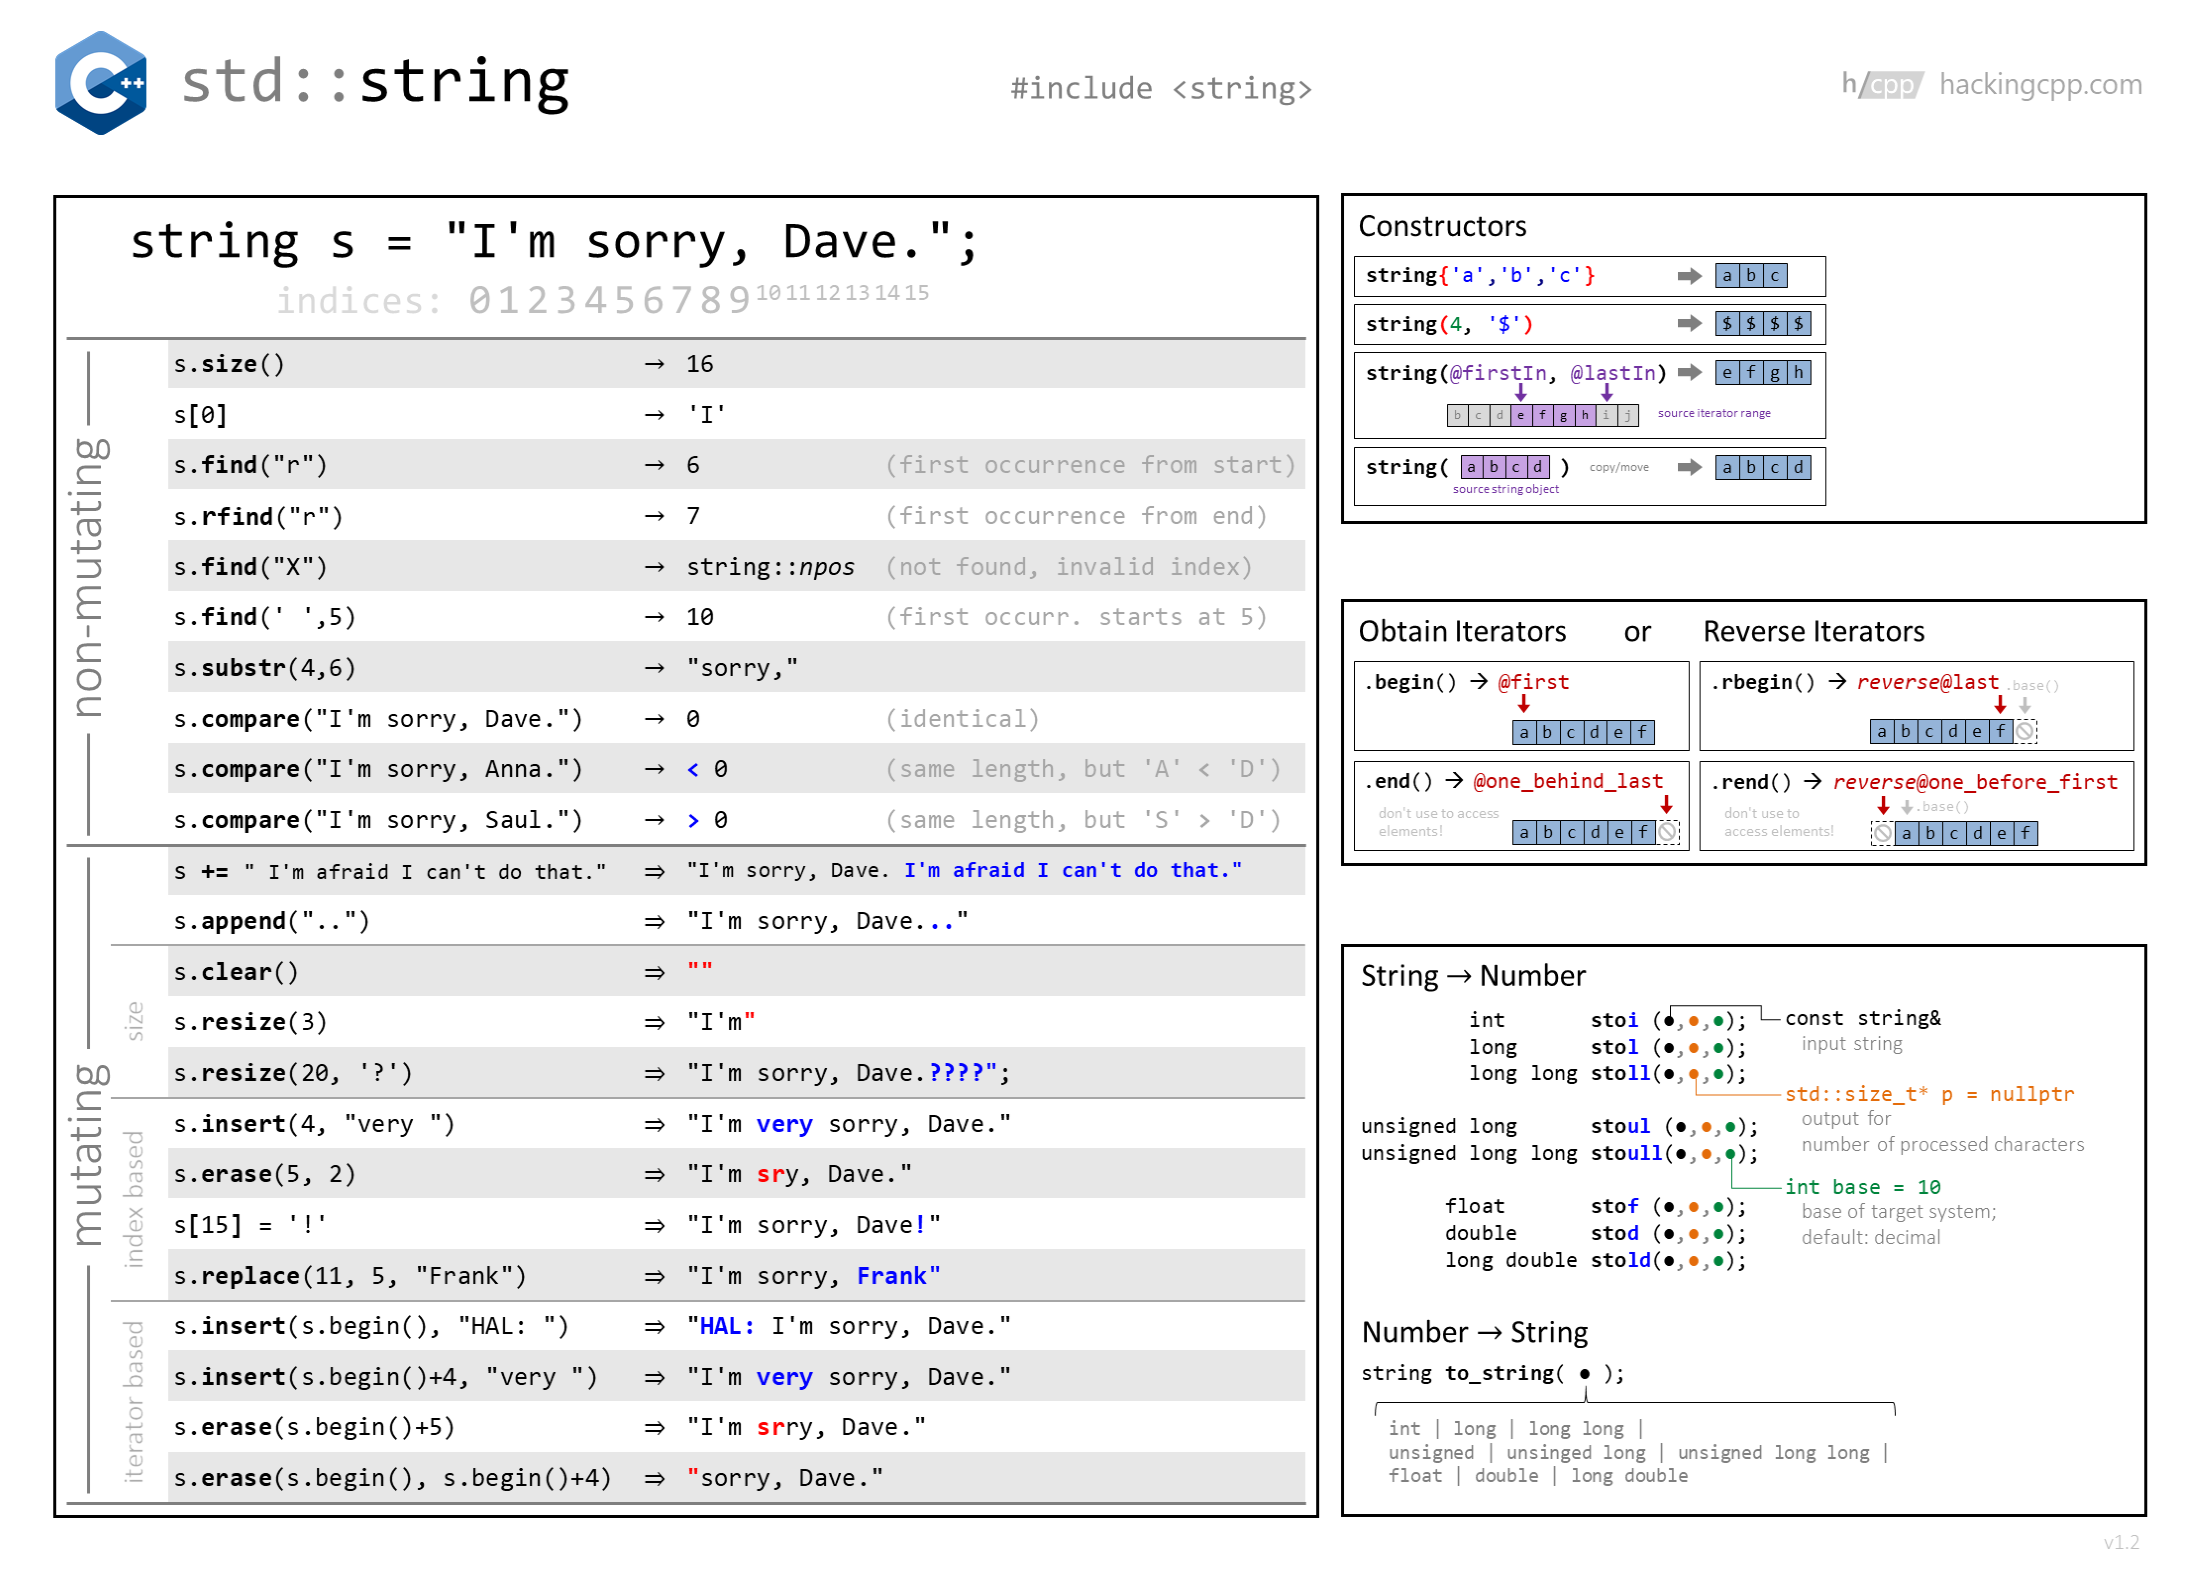 C++
std::string
#include <string>
h/cpp hackingcpp.com
string s = "I'm sorry, Dave.";
indices: 0 1 2 3 4 5 6 7 8 9 10 11 12 13 14 15
non-mutating
s.size() → 16
s[0] → 'I'
s.find("r") → 6 (first occurrence from start)
s.rfind("r") → 7 (first occurrence from end)
s.find("X") → string::npos (not found, invalid index)
s.find(' ',5) → 10 (first occurr. starts at 5)
s.substr(4,6) → "sorry,"
s.compare("I'm sorry, Dave.") → 0 (identical)
s.compare("I'm sorry, Anna.") → < 0 (same length, but 'A' < 'D')
s.compare("I'm sorry, Saul.") → > 0 (same length, but 'S' > 'D')
mutating
s += " I'm afraid I can't do that." ⇒ "I'm sorry, Dave. I'm afraid I can't do that."
s.append("..") ⇒ "I'm sorry, Dave..."
size
s.clear() ⇒ ""
s.resize(3) ⇒ "I'm"
s.resize(20, '?') ⇒ "I'm sorry, Dave.????";
index based
s.insert(4, "very ") ⇒ "I'm very sorry, Dave."
s.erase(5, 2) ⇒ "I'm sry, Dave."
s[15] = '!' ⇒ "I'm sorry, Dave!"
s.replace(11, 5, "Frank") ⇒ "I'm sorry, Frank"
iterator based
s.insert(s.begin(), "HAL: ") ⇒ "HAL: I'm sorry, Dave."
s.insert(s.begin()+4, "very ") ⇒ "I'm very sorry, Dave."
s.erase(s.begin()+5) ⇒ "I'm srry, Dave."
s.erase(s.begin(), s.begin()+4) ⇒ "sorry, Dave."
Constructors
string{'a','b','c'} a b c
string(4, '$') $ $ $ $
string(@firstIn, @lastIn) e f g h
b c d e f g h i j source iterator range
string( a b c d ) copy/move a b c d
source string object
Obtain Iterators or Reverse Iterators
.begin() → @first
a b c d e f
.rbegin() → reverse@last .base()
a b c d e f
.end() → @one_behind_last
don't use to access
elements!
a b c d e f
.rend() → reverse@one_before_first
.base()
don't use to
access elements!
a b c d e f
String → Number
int stoi (●,●,●);
long stol (●,●,●);
long long stoll(●,●,●);
unsigned long stoul (●,●,●);
unsigned long long stoull(●,●,●);
float stof (●,●,●);
double stod (●,●,●);
long double stold(●,●,●);
const string&
input string
std::size_t* p = nullptr
output for
number of processed characters
int base = 10
base of target system;
default: decimal
Number → String
string to_string( ● );
int | long | long long |
unsigned | unsinged long | unsigned long long |
float | double | long double
v1.2